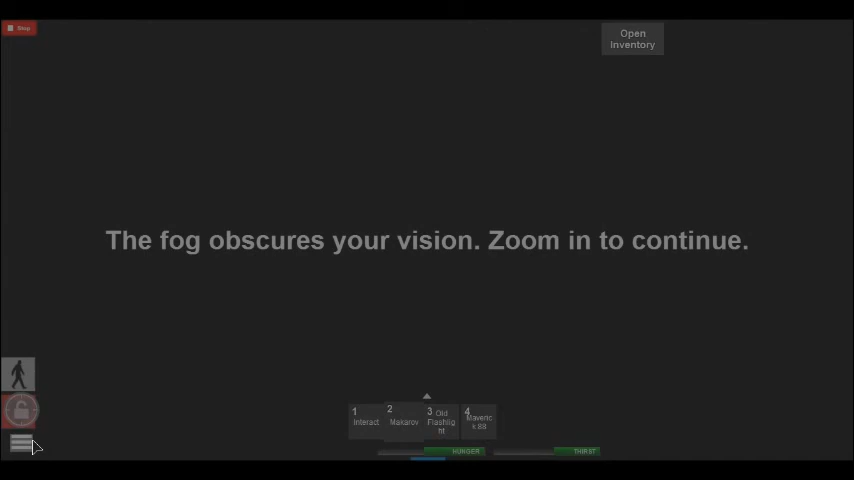 Stop
Open
Inventory
The fog obscures your vision. Zoom in to continue.
1
Interact
2
Makarov
3 Old
Flashlig
ht
4
Maveric
k 88
HUNGER
THIRST